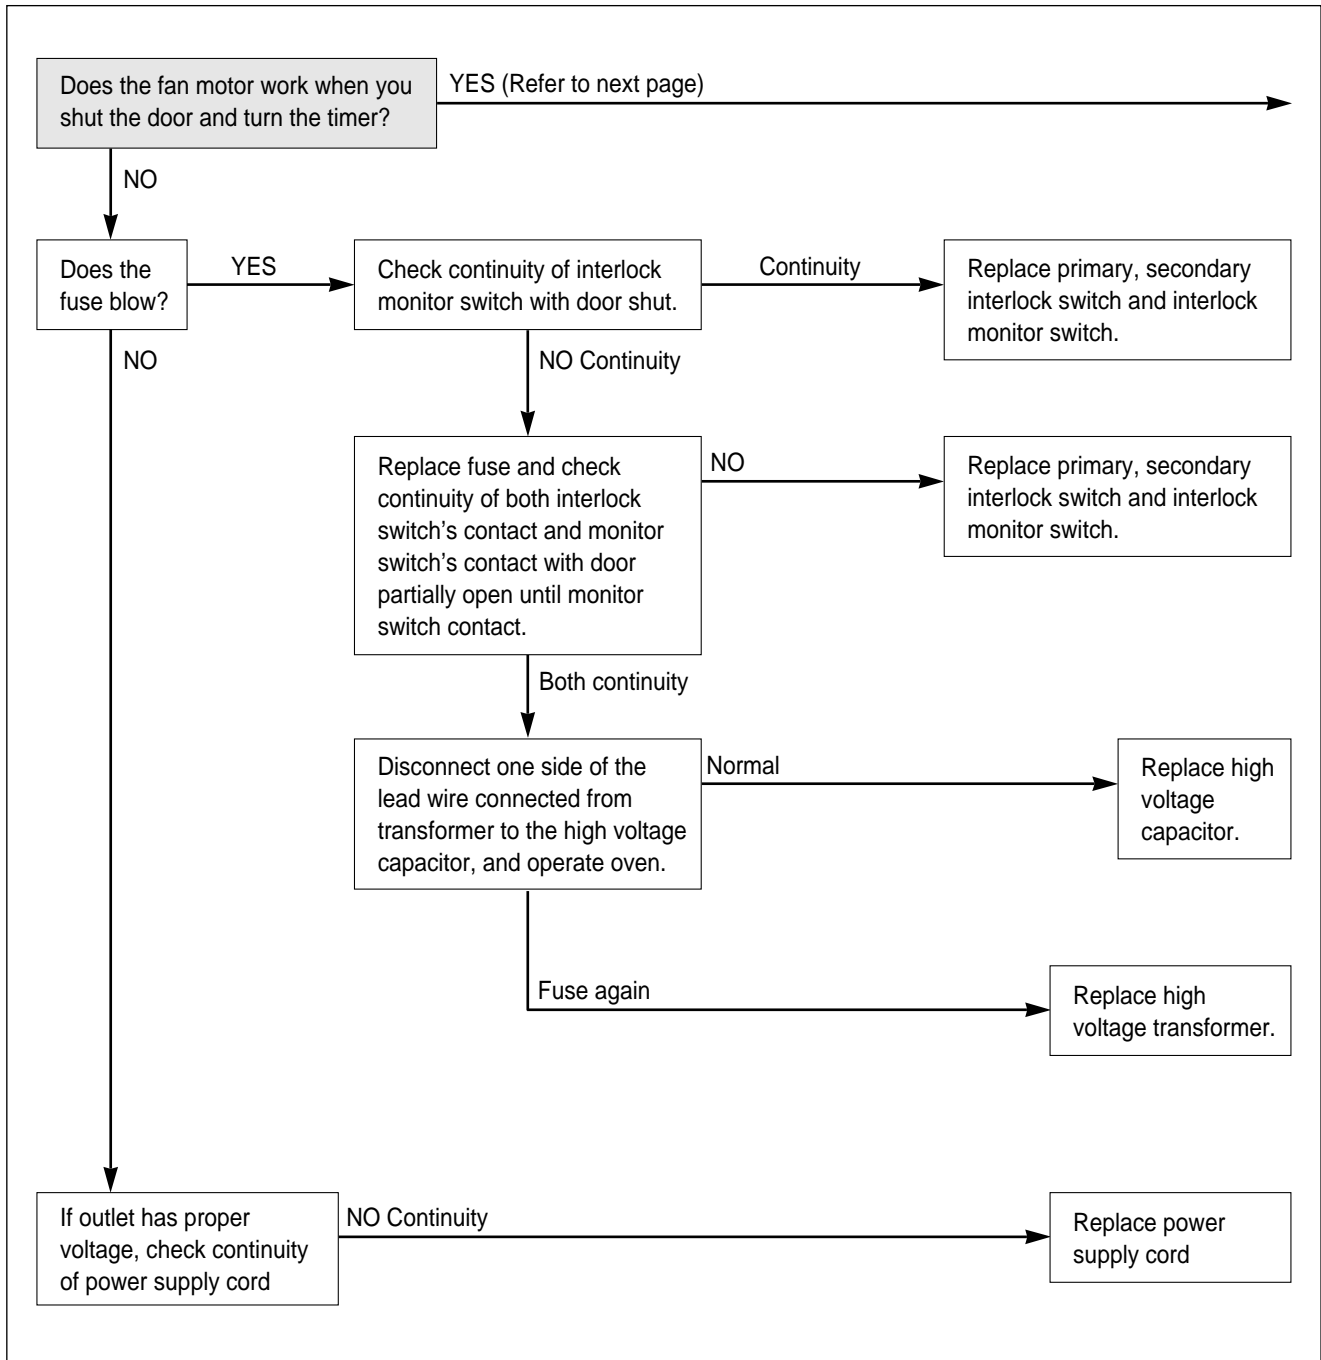 Does the fan motor work when you
shut the door and turn the timer?
YES (Refer to next page)
NO
Does the
fuse blow?
YES
Check continuity of interlock
monitor switch with door shut.
Continuity
Replace primary, secondary
interlock switch and interlock
monitor switch.
NO
NO Continuity
Replace fuse and check
continuity of both interlock
switch's contact and monitor
switch's contact with door
partially open until monitor
switch contact.
NO
Replace primary, secondary
interlock switch and interlock
monitor switch.
Both continuity
Disconnect one side of the
lead wire connected from
transformer to the high voltage
capacitor, and operate oven.
Normal
Replace high
voltage
capacitor.
Fuse again
Replace high
voltage transformer.
If outlet has proper
voltage, check continuity
of power supply cord
NO Continuity
Replace power
supply cord